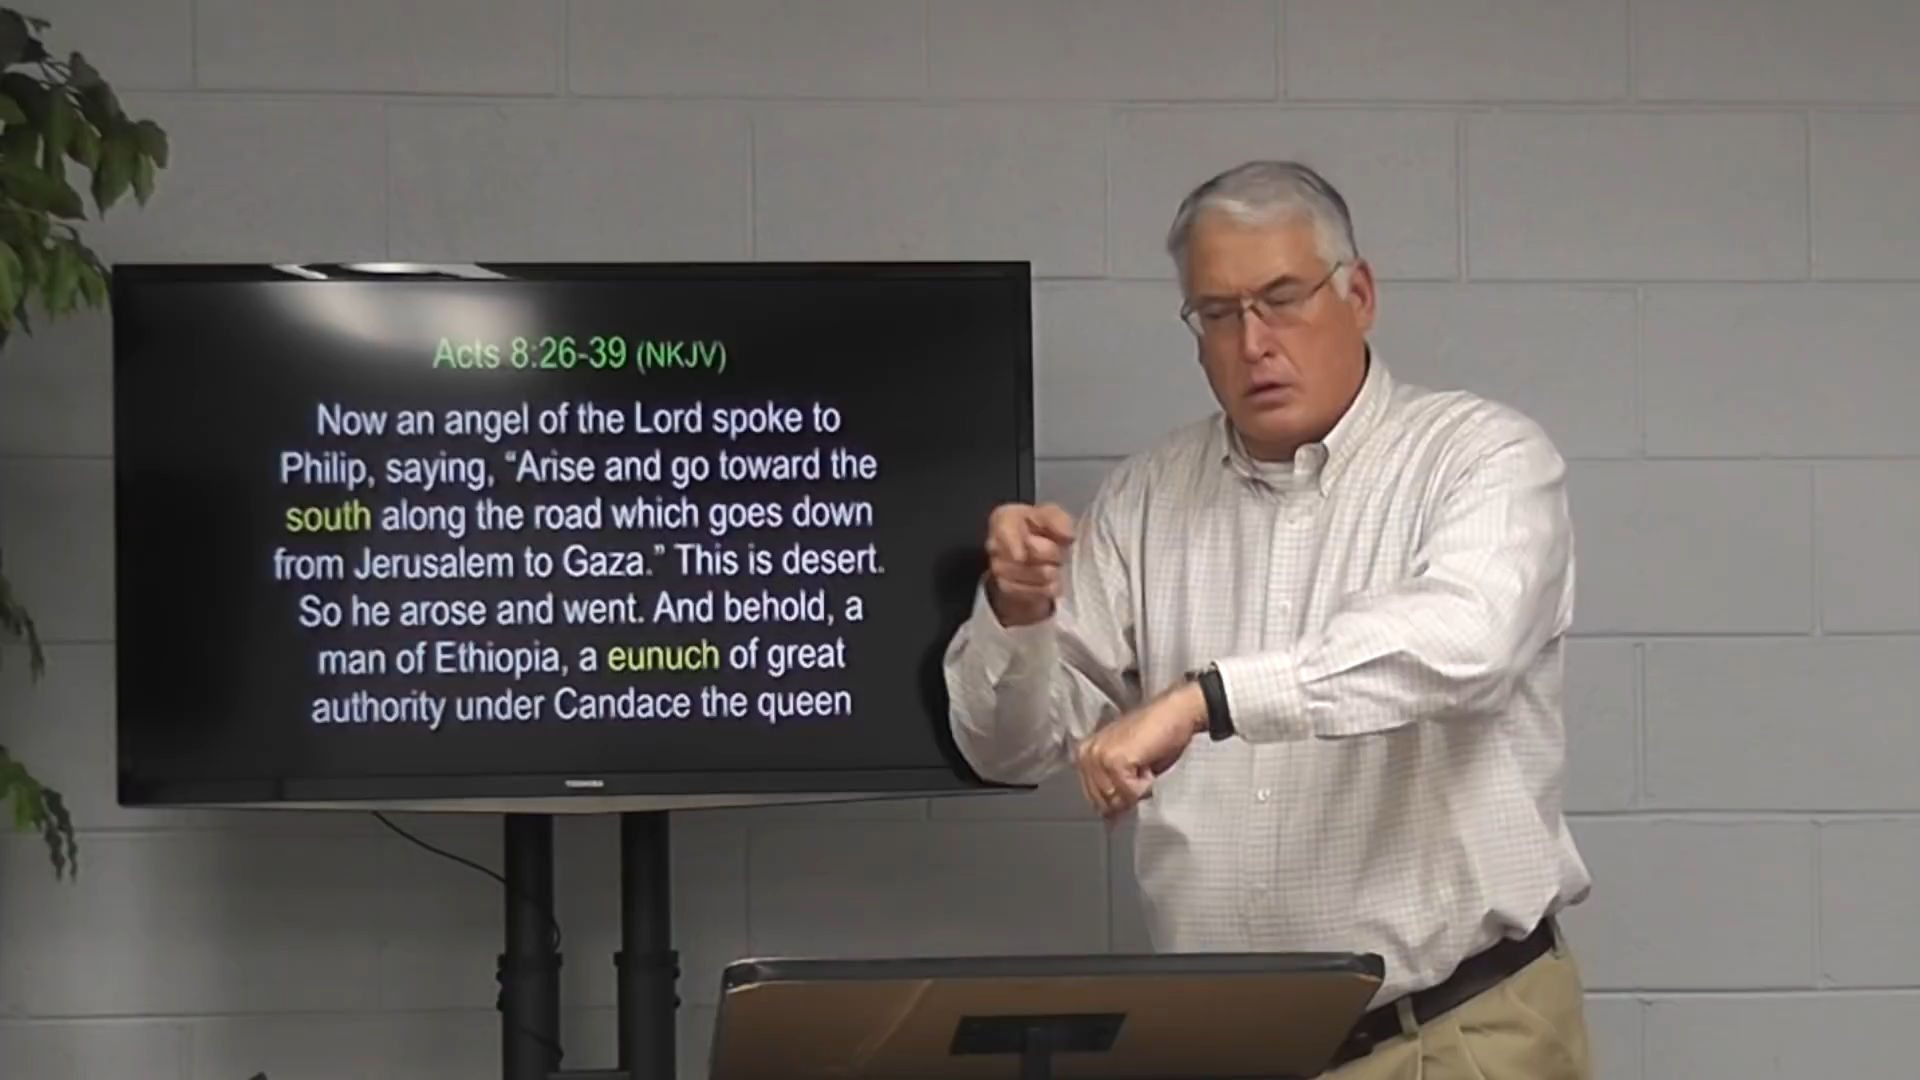 Acts 8:26-39 (NKJV)
Now an angel of the Lord spoke to
Philip, saying, “Arise and go toward the
south along the road which goes down
from Jerusalem to Gaza.” This is desert.
So he arose and went. And behold, a
man of Ethiopia, a eunuch of great
authority under Candace the queen
TOSHIBA